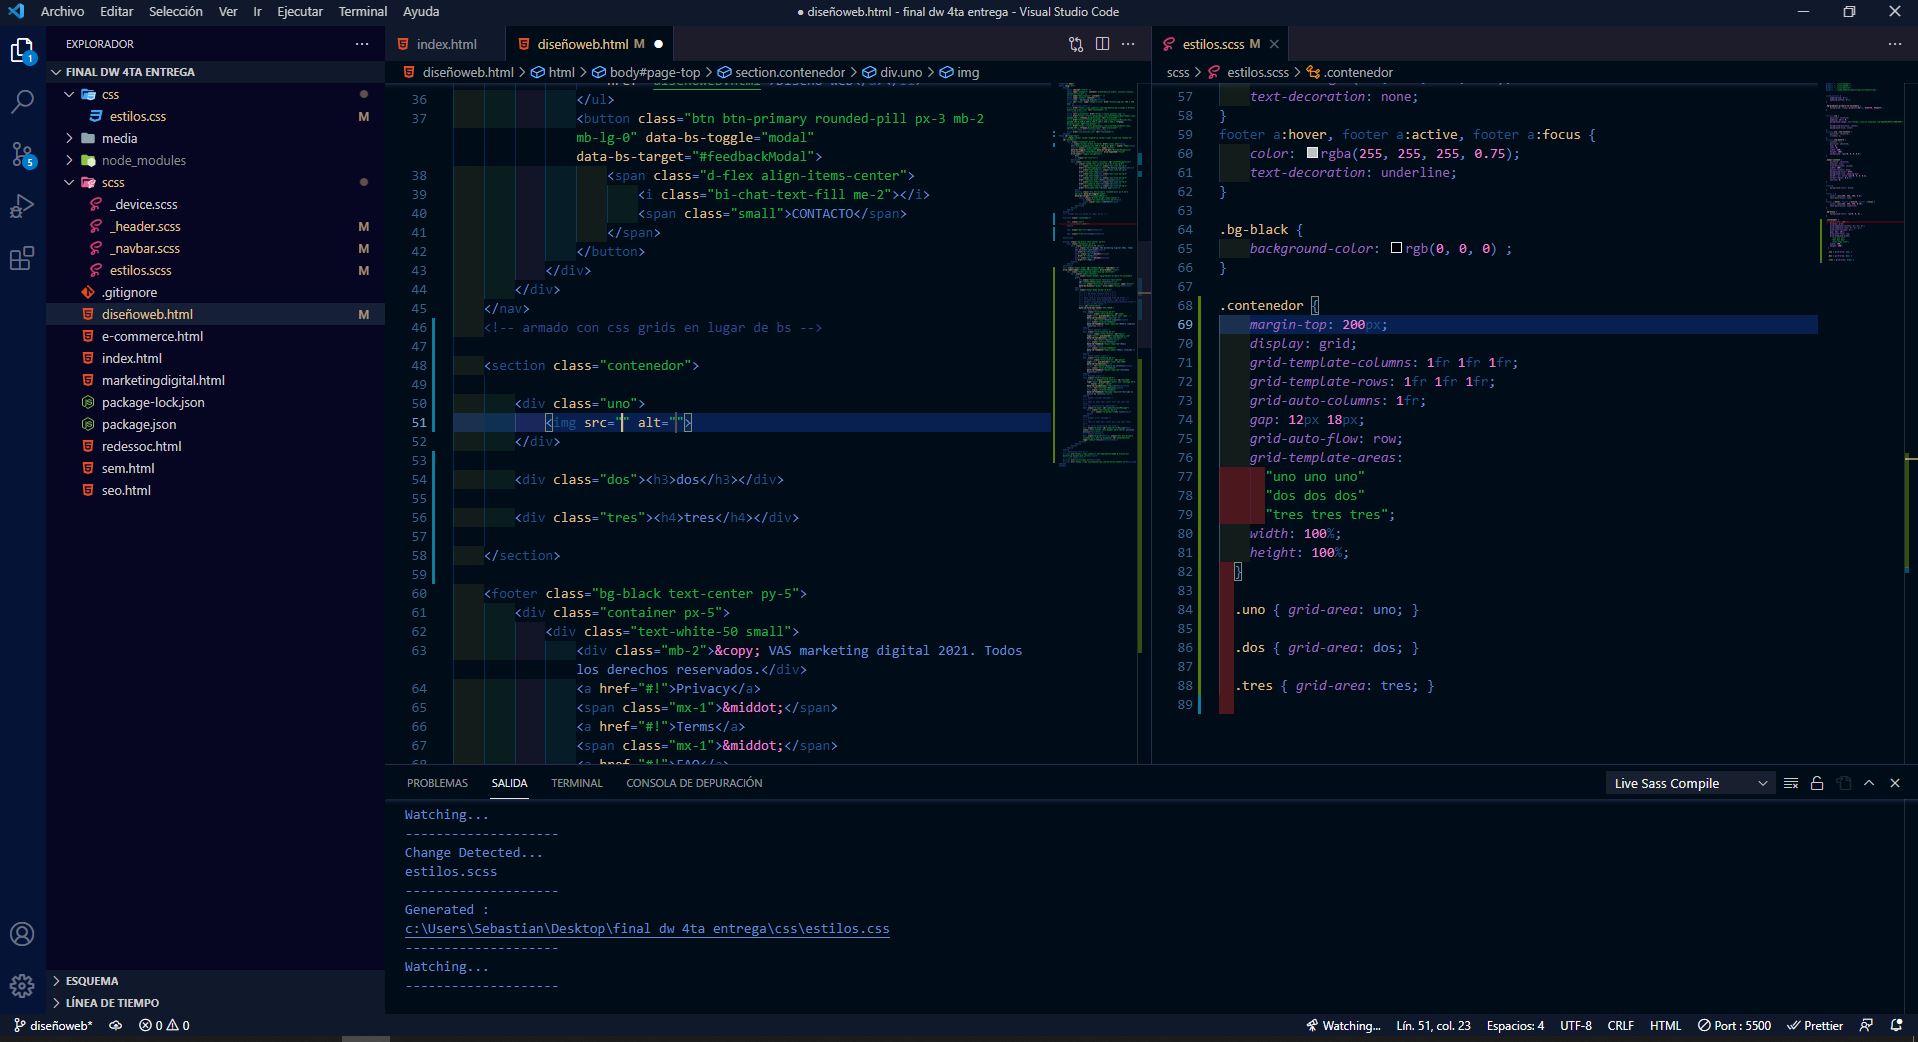 Archivo Editar Selección Ver Ir Ejecutar Terminal Ayuda
● diseñoweb.html - final dw 4ta entrega - Visual Studio Code
EXPLORADOR
FINAL DW 4TA ENTREGA
css
estilos.css M
media
node_modules
scss
_device.scss
_header.scss M
_navbar.scss M
estilos.scss M
.gitignore
diseñoweb.html M
e-commerce.html
index.html
marketingdigital.html
package-lock.json
package.json
redessoc.html
sem.html
seo.html
ESQUEMA
LÍNEA DE TIEMPO
1
5
index.html
diseñoweb.html M
diseñoweb.html > html > body#page-top > section.contenedor > div.uno > img
36 </ul>
37 <button class="btn btn-primary rounded-pill px-3 mb-2
mb-lg-0" data-bs-toggle="modal"
data-bs-target="#feedbackModal">
38 <span class="d-flex align-items-center">
39 <i class="bi-chat-text-fill me-2"></i>
40 <span class="small">CONTACTO</span>
41 </span>
42 </button>
43 </div>
44 </div>
45 </nav>
46 <!-- armado con css grids en lugar de bs -->
47
48 <section class="contenedor">
49
50 <div class="uno">
51 <img src="" alt="">
52 </div>
53
54 <div class="dos"><h3>dos</h3></div>
55
56 <div class="tres"><h4>tres</h4></div>
57
58 </section>
59
60 <footer class="bg-black text-center py-5">
61 <div class="container px-5">
62 <div class="text-white-50 small">
63 <div class="mb-2">&copy; VAS marketing digital 2021. Todos
los derechos reservados.</div>
64 <a href="#!">Privacy</a>
65 <span class="mx-1">&middot;</span>
66 <a href="#!">Terms</a>
67 <span class="mx-1">&middot;</span>
68 <a href="#!">FAQ</a>
estilos.scss M
scss > estilos.scss > .contenedor
57 text-decoration: none;
58 }
59 footer a:hover, footer a:active, footer a:focus {
60 color: rgba(255, 255, 255, 0.75);
61 text-decoration: underline;
62 }
63
64 .bg-black {
65 background-color: rgb(0, 0, 0) ;
66 }
67
68 .contenedor {
69 margin-top: 200px;
70 display: grid;
71 grid-template-columns: 1fr 1fr 1fr;
72 grid-template-rows: 1fr 1fr 1fr;
73 grid-auto-columns: 1fr;
74 gap: 12px 18px;
75 grid-auto-flow: row;
76 grid-template-areas:
77 "uno uno uno"
78 "dos dos dos"
79 "tres tres tres";
80 width: 100%;
81 height: 100%;
82 }
83
84 .uno { grid-area: uno; }
85
86 .dos { grid-area: dos; }
87
88 .tres { grid-area: tres; }
89
PROBLEMAS SALIDA TERMINAL CONSOLA DE DEPURACIÓN
Live Sass Compile
Watching...
--------------------
Change Detected...
estilos.scss
--------------------
Generated :
c:\Users\Sebastian\Desktop\final dw 4ta entrega\css\estilos.css
--------------------
Watching...
--------------------
diseñoweb* 0 0
Watching... Lín. 51, col. 23 Espacios: 4 UTF-8 CRLF HTML Port : 5500 Prettier